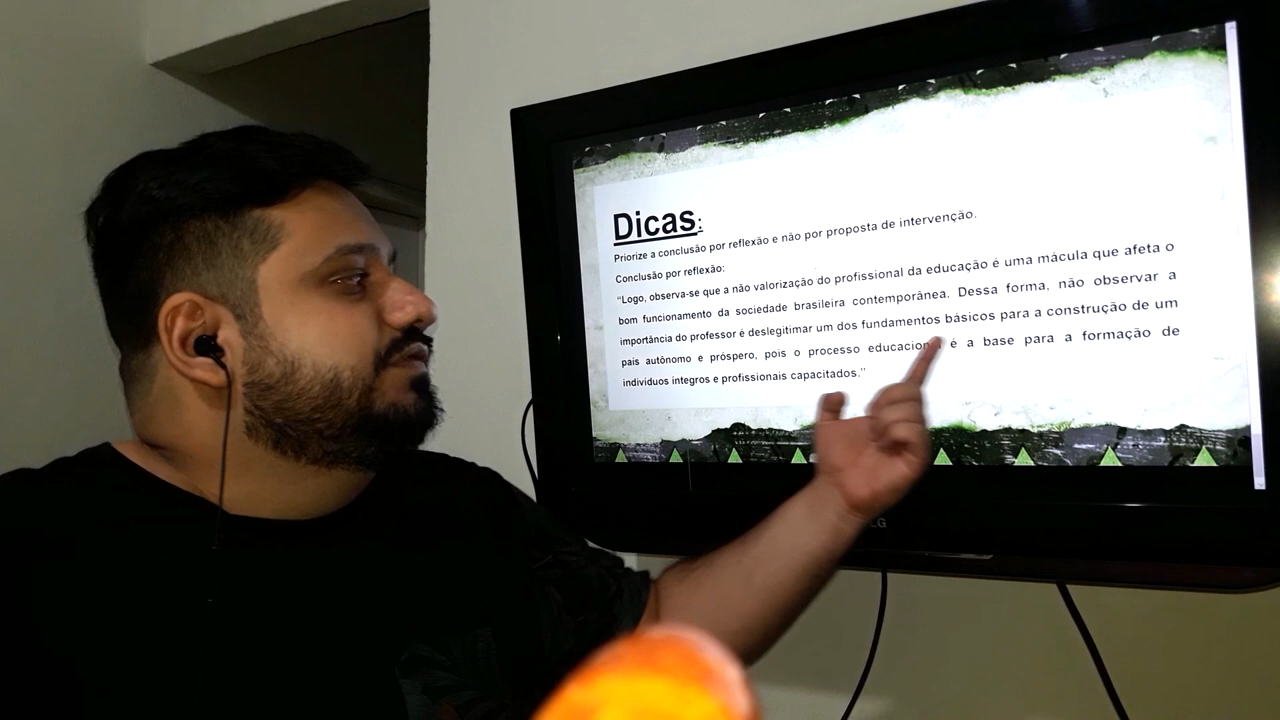 Dicas:
Priorize a conclusão por reflexão e não por proposta de intervenção.
Conclusão por reflexão:
“Logo, observa-se que a não valorização do profissional da educação é uma mácula que afeta o
bom funcionamento da sociedade brasileira contemporânea. Dessa forma, não observar a
importância do professor é deslegitimar um dos fundamentos básicos para a construção de um
país autônomo e próspero, pois o processo educacional é a base para a formação de
indivíduos íntegros e profissionais capacitados.”
LG